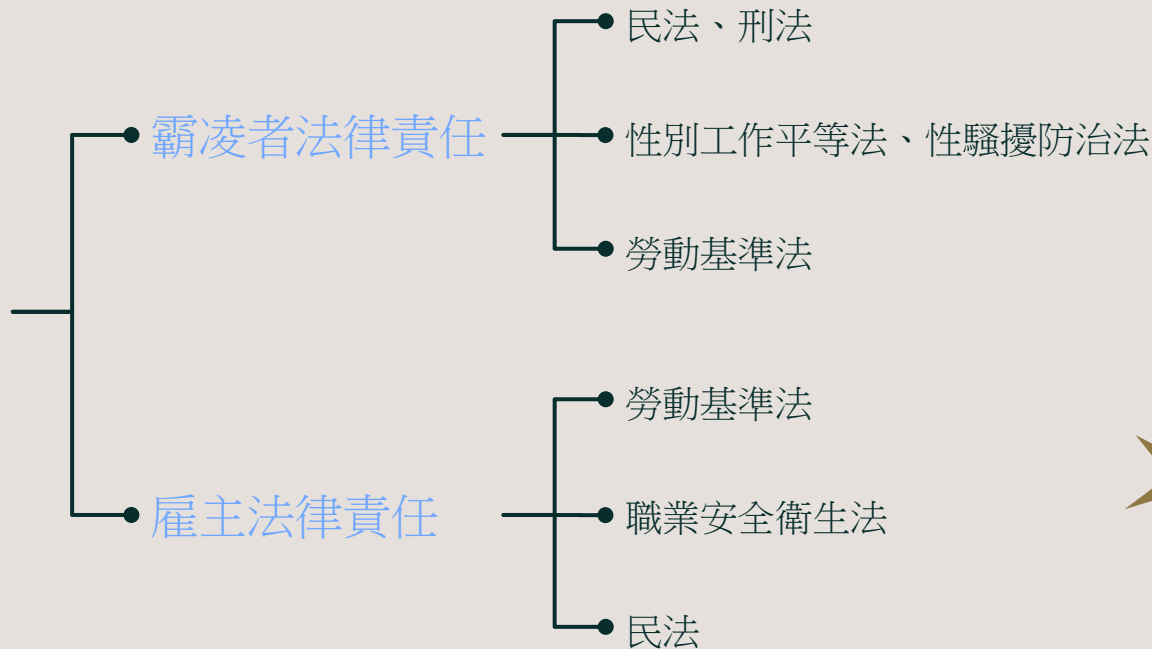 民法、刑法
霸凌者法律責任
性別工作平等法、性騷擾防治法
勞動基準法
勞動基準法
雇主法律責任
職業安全衛生法
民法